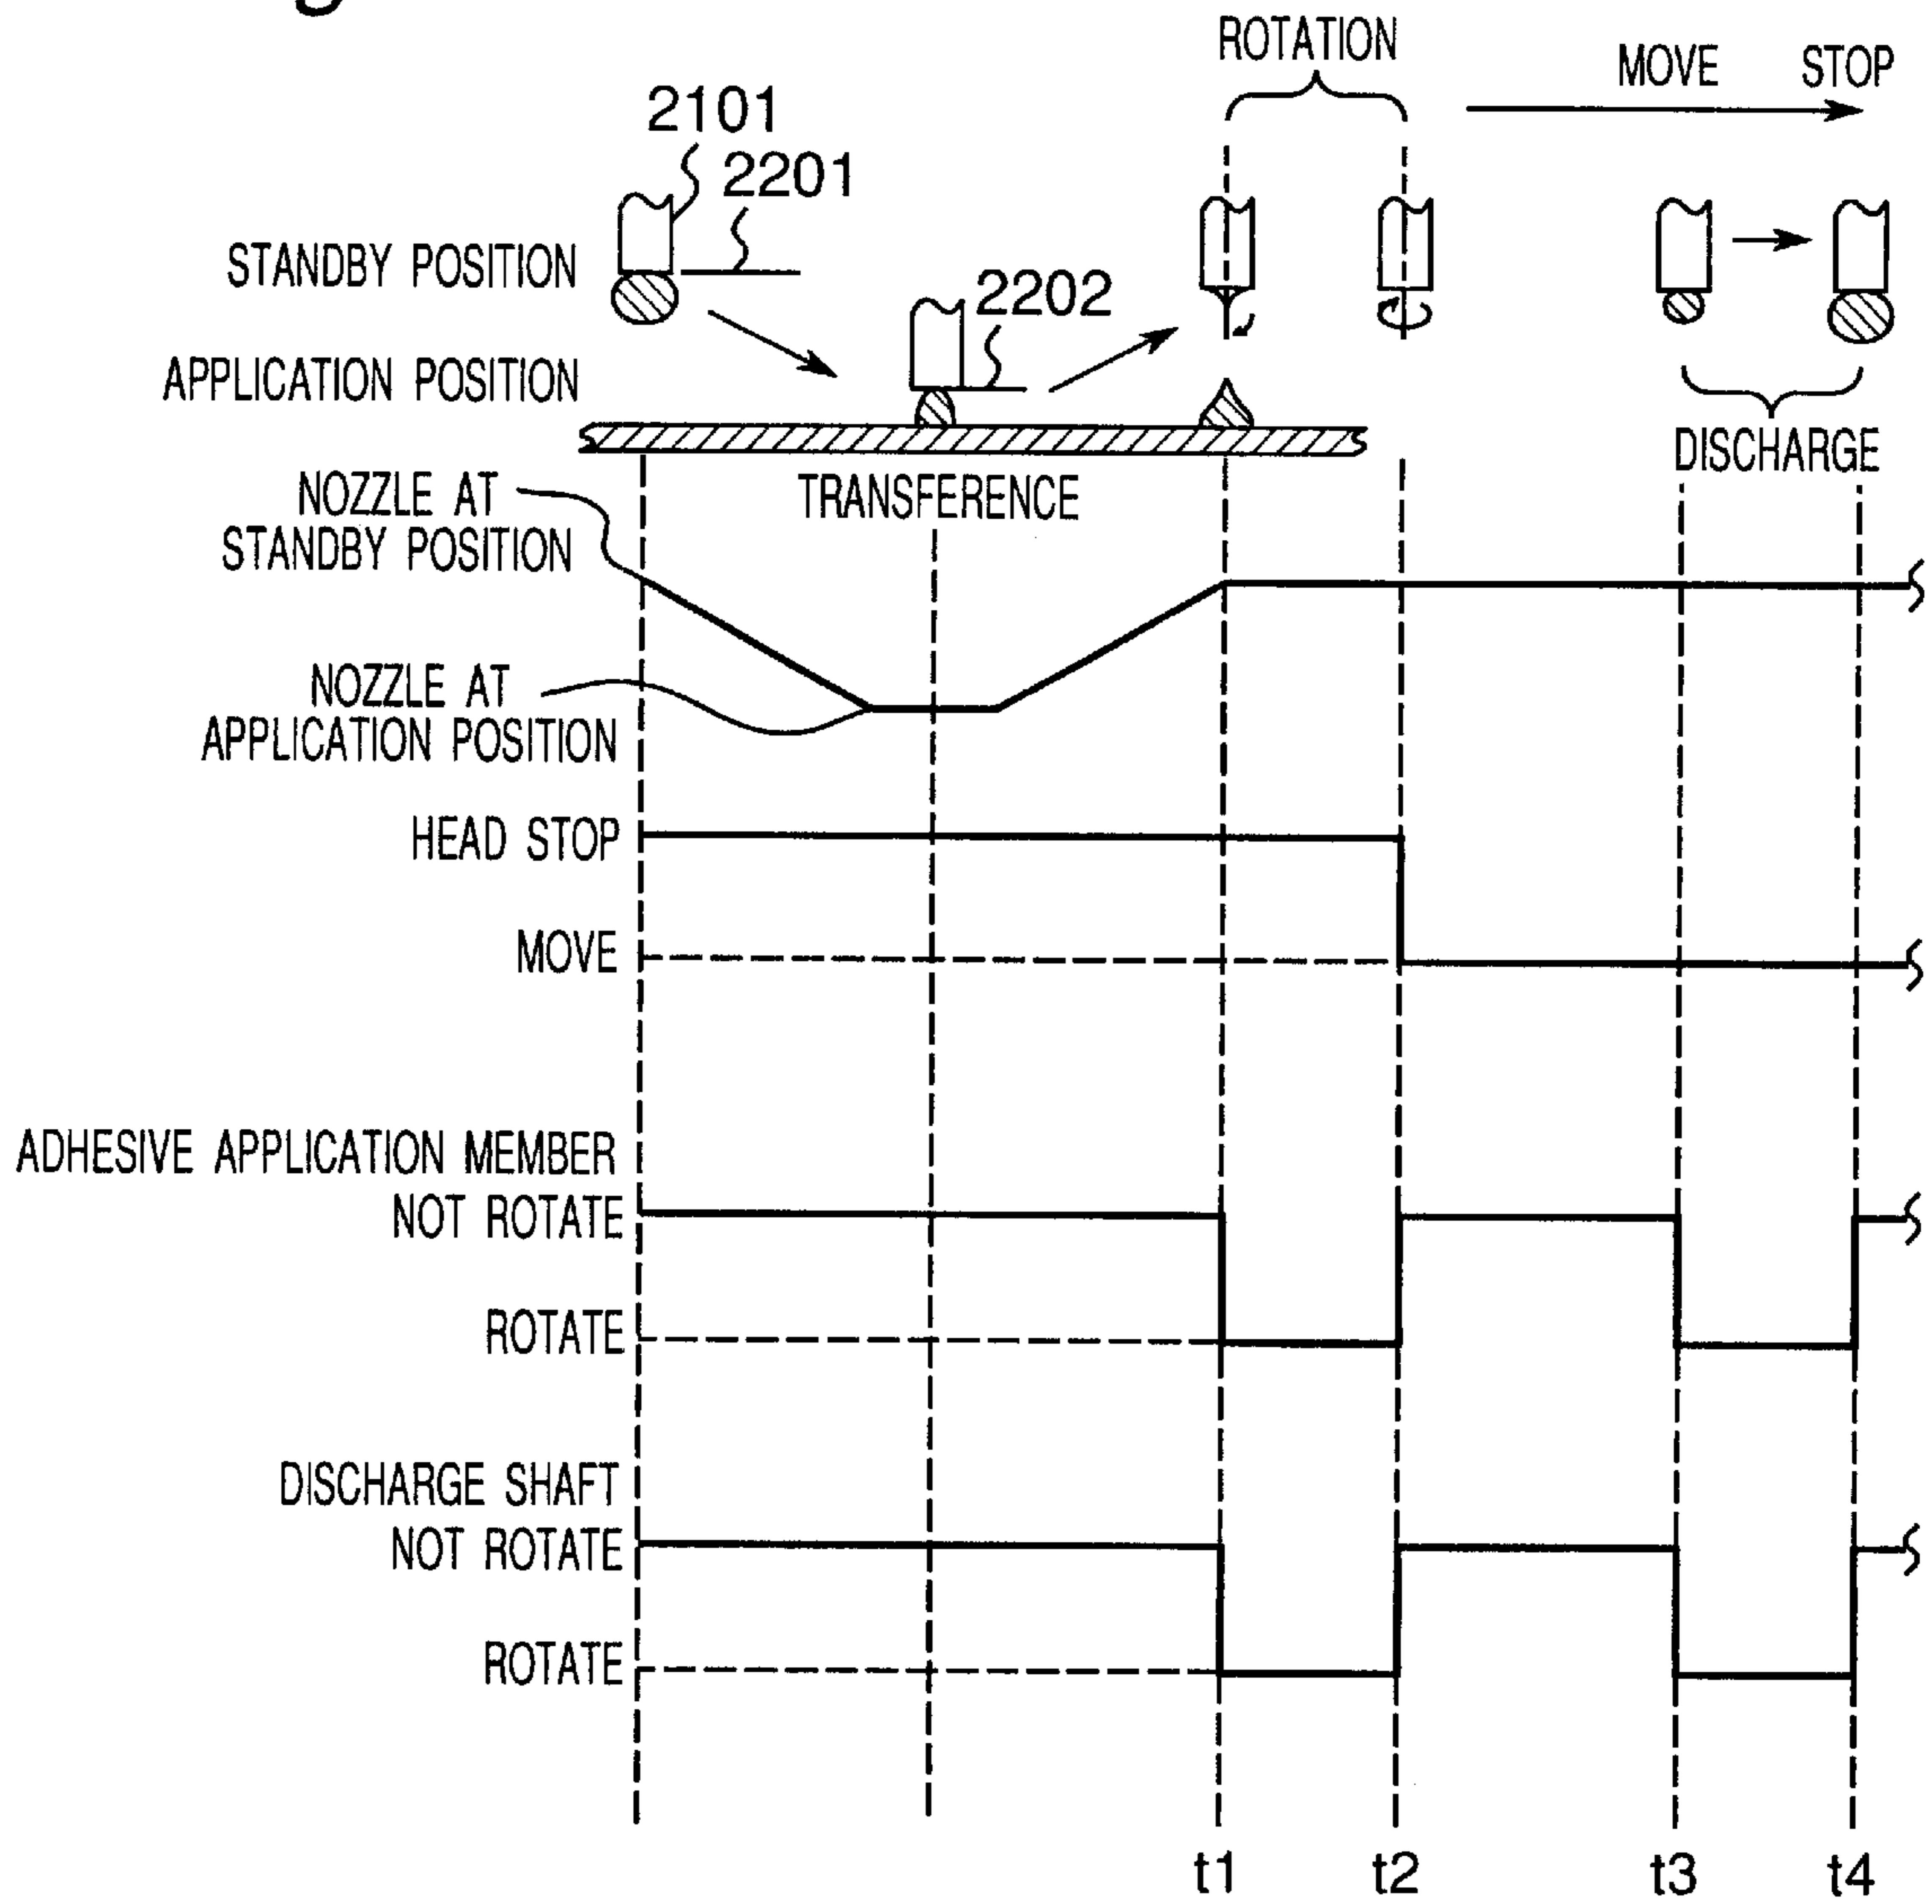 ROTATION
MOVE STOP
2101
2201
STANDBY POSITION
2202
APPLICATION POSITION
DISCHARGE
NOZZLE AT
STANDBY POSITION
TRANSFERENCE
NOZZLE AT
APPLICATION POSITION
HEAD STOP
MOVE
ADHESIVE APPLICATION MEMBER
NOT ROTATE
ROTATE
DISCHARGE SHAFT
NOT ROTATE
ROTATE
t1 t2 t3 t4